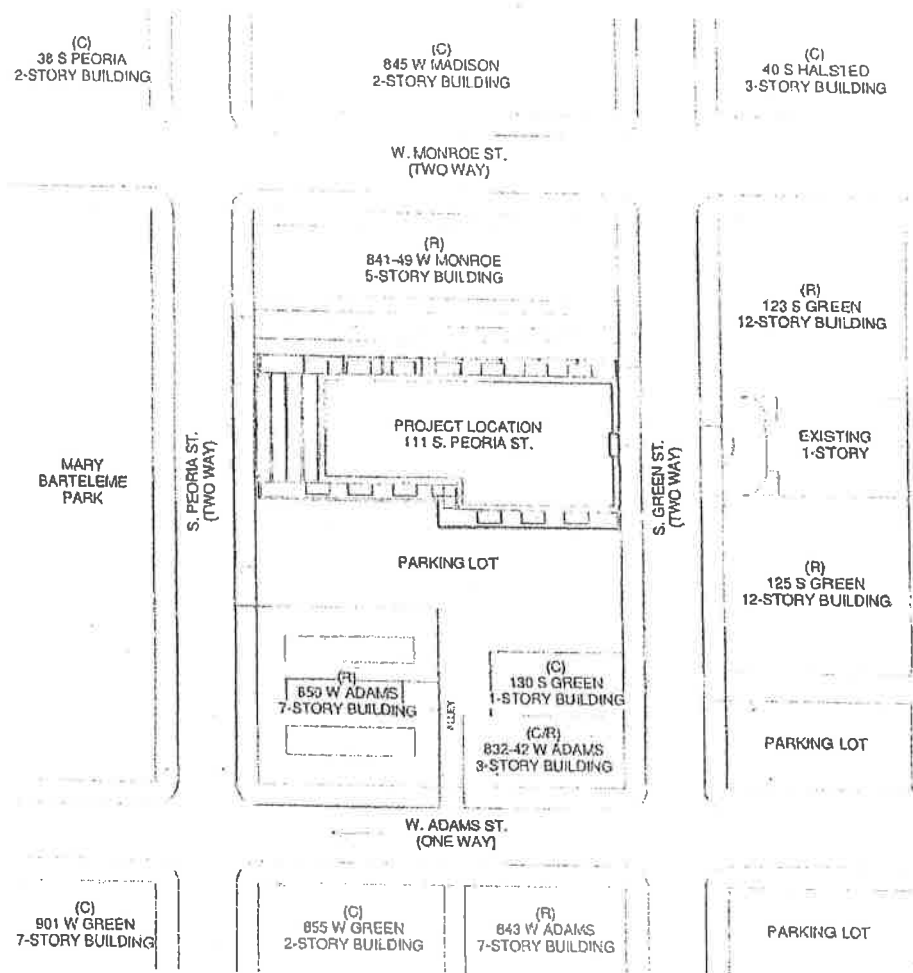 (C)
38 S PEORIA
2-STORY BUILDING
(C)
845 W MADISON
2-STORY BUILDING
(C)
40 S HALSTED
3-STORY BUILDING
W. MONROE ST.
(TWO WAY)
(R)
841-49 W MONROE
5-STORY BUILDING
(R)
123 S GREEN
12-STORY BUILDING
PROJECT LOCATION
111 S. PEORIA ST.
EXISTING
1-STORY
MARY
BARTELEME
PARK
S. PEORIA ST.
(TWO WAY)
S. GREEN ST.
(TWO WAY)
PARKING LOT
(R)
125 S GREEN
12-STORY BUILDING
(R)
850 W ADAMS
7-STORY BUILDING
ALLEY
(C)
130 S GREEN
1-STORY BUILDING
(C/R)
832-42 W ADAMS
3-STORY BUILDING
PARKING LOT
W. ADAMS ST.
(ONE WAY)
(C)
901 W GREEN
7-STORY BUILDING
(C)
855 W GREEN
2-STORY BUILDING
(R)
843 W ADAMS
7-STORY BUILDING
PARKING LOT